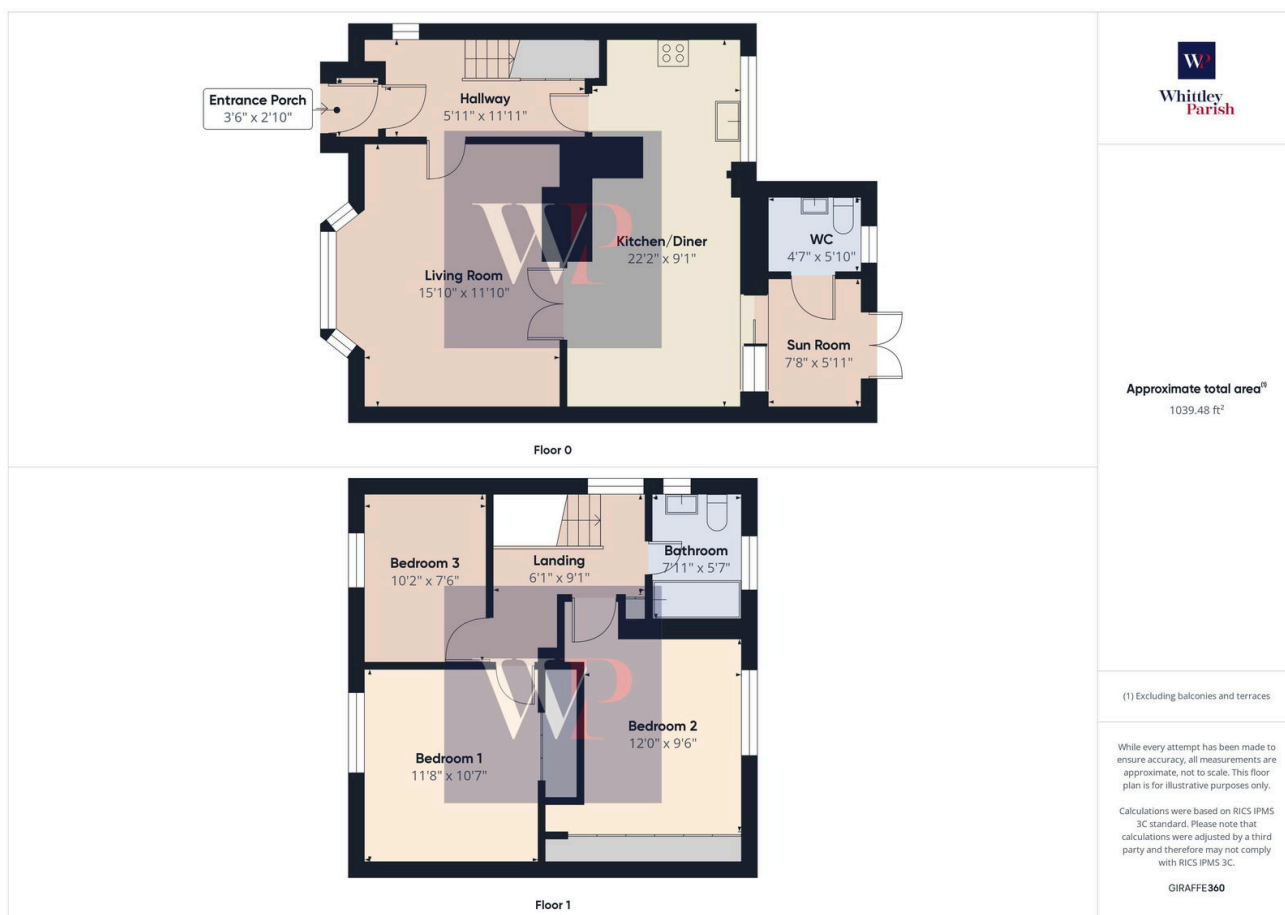 Entrance Porch
3'6" x 2'10"
Hallway
5'11" x 11'11"
Kitchen/Diner
22'2" x 9'1"
Living Room
15'10" x 11'10"
WC
4'7" x 5'10"
Sun Room
7'8" x 5'11"
WP
Floor 0
Bedroom 3
10'2" x 7'6"
Landing
6'1" x 9'1"
Bathroom
7'11" x 5'7"
Bedroom 2
12'0" x 9'6"
Bedroom 1
11'8" x 10'7"
WP
Floor 1
WP
Whittley
Parish
Approximate total area⁽¹⁾
1039.48 ft²
(1) Excluding balconies and terraces
While every attempt has been made to
ensure accuracy, all measurements are
approximate, not to scale. This floor
plan is for illustrative purposes only.
Calculations were based on RICS IPMS
3C standard. Please note that
calculations were adjusted by a third
party and therefore may not comply
with RICS IPMS 3C.
GIRAFFE360